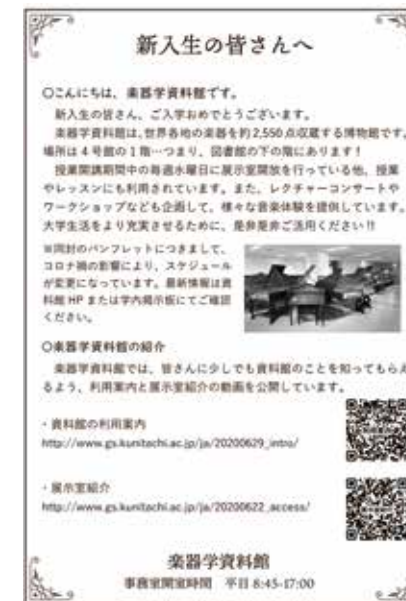 新入生の皆さんへ
○こんにちは、楽器学資料館です。
新入生の皆さん、ご入学おめでとうございます。
楽器学資料館は、世界各地の楽器を約2,550点収蔵する博物館です。
場所は4号館の1階…つまり、図書館の下の階にあります!
授業開講期間中の毎週水曜日に展示室開放を行っている他、授業
やレッスンにも利用されています。また、レクチャーコンサートや
ワークショップなども企画して、様々な音楽体験を提供しています。
大学生活をより充実させるために、是非是非ご活用ください!!
※同封のパンフレットにつきまして、
コロナ禍の影響により、スケジュール
が変更になっています。最新情報は資
料館HPまたは学内掲示板にてご確認
ください。
○楽器学資料館の紹介
楽器学資料館では、皆さんに少しでも資料館のことを知ってもらえ
るよう、利用案内と展示室紹介の動画を公開しています。
・資料館の利用案内
http://www.gs.kunitachi.ac.jp/ja/20200629_intro/
・展示室紹介
http://www.gs.kunitachi.ac.jp/ja/20200622_access/
楽器学資料館
事務室開室時間 平日 8:45-17:00